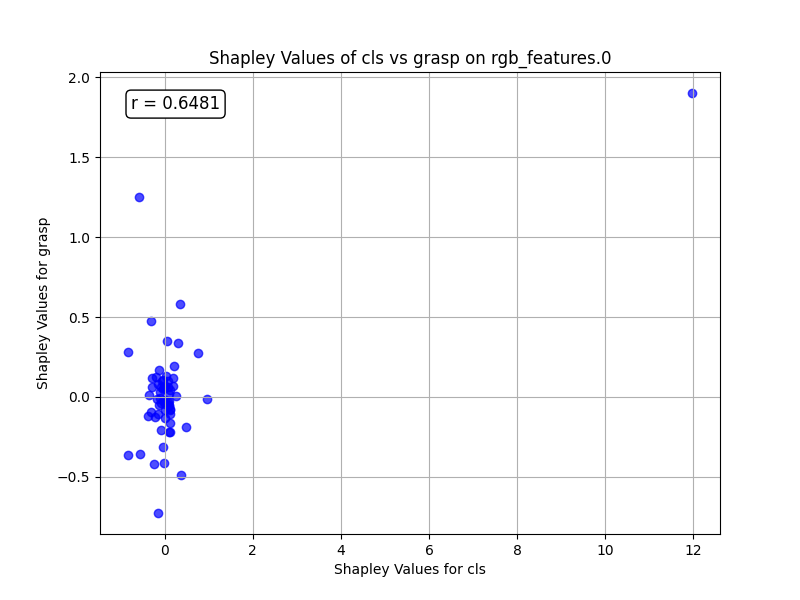 Shapley Values of cls vs grasp on rgb_features.0
r = 0.6481
2.0
1.5
1.0
0.5
0.0
−0.5
Shapley Values for grasp
0 2 4 6 8 10 12
Shapley Values for cls